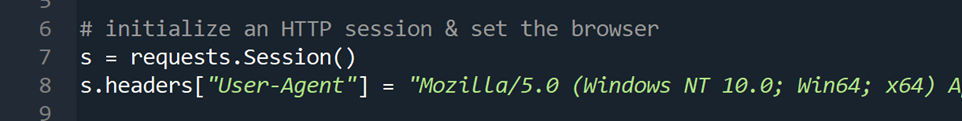 5
6 # initialize an HTTP session & set the browser
7 s = requests.Session()
8 s.headers["User-Agent"] = "Mozilla/5.0 (Windows NT 10.0; Win64; x64)
9